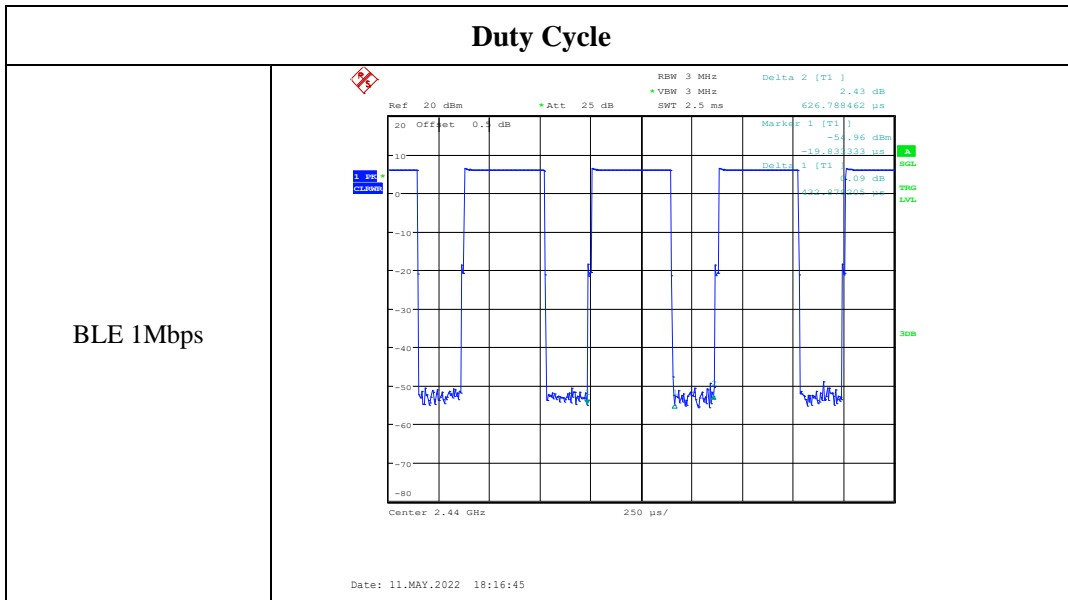 Duty Cycle
BLE 1Mbps
R S
RBW 3 MHz
Delta 2 [T1 ]
* VBW 3 MHz
2.43 dB
Ref 20 dBm
* Att 25 dB
SWT 2.5 ms
626.788462 µs
20 Offset 0.5 dB
Marker 1 [T1 ]
-54.96 dBm
-19.833333 µs
A
SGL
10
Delta 1 [T1 ]
0.09 dB
1 PK *
CLRWR
432.878205 µs
TRG
LVL
0
-10
-20
-30
3DB
-40
-50
-60
-70
-80
Center 2.44 GHz
250 µs/
Date: 11.MAY.2022 18:16:45